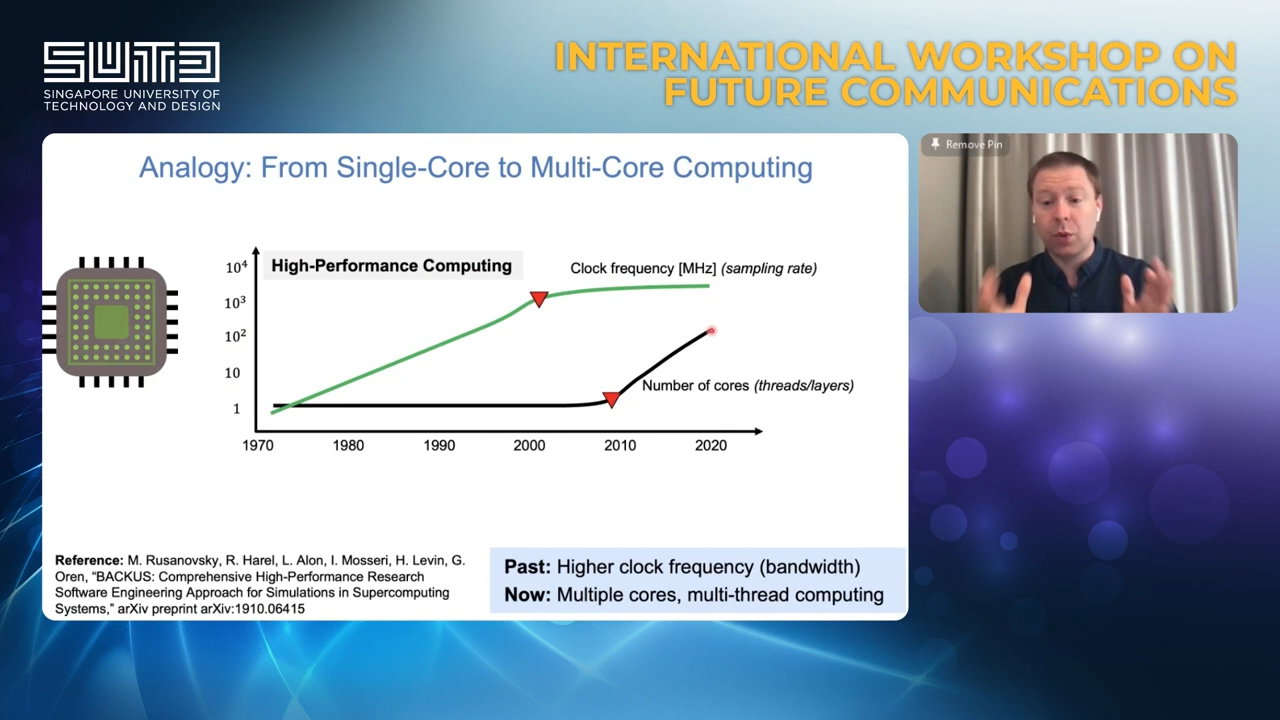 SUTD
SINGAPORE UNIVERSITY OF
TECHNOLOGY AND DESIGN
INTERNATIONAL WORKSHOP ON
FUTURE COMMUNICATIONS
Remove Pin
Analogy: From Single-Core to Multi-Core Computing
High-Performance Computing
Clock frequency [MHz] (sampling rate)
Number of cores (threads/layers)
10⁴
10³
10²
10
1
1970 1980 1990 2000 2010 2020
Reference: M. Rusanovsky, R. Harel, L. Alon, I. Mosseri, H. Levin, G.
Oren, “BACKUS: Comprehensive High-Performance Research
Software Engineering Approach for Simulations in Supercomputing
Systems,” arXiv preprint arXiv:1910.06415
Past: Higher clock frequency (bandwidth)
Now: Multiple cores, multi-thread computing